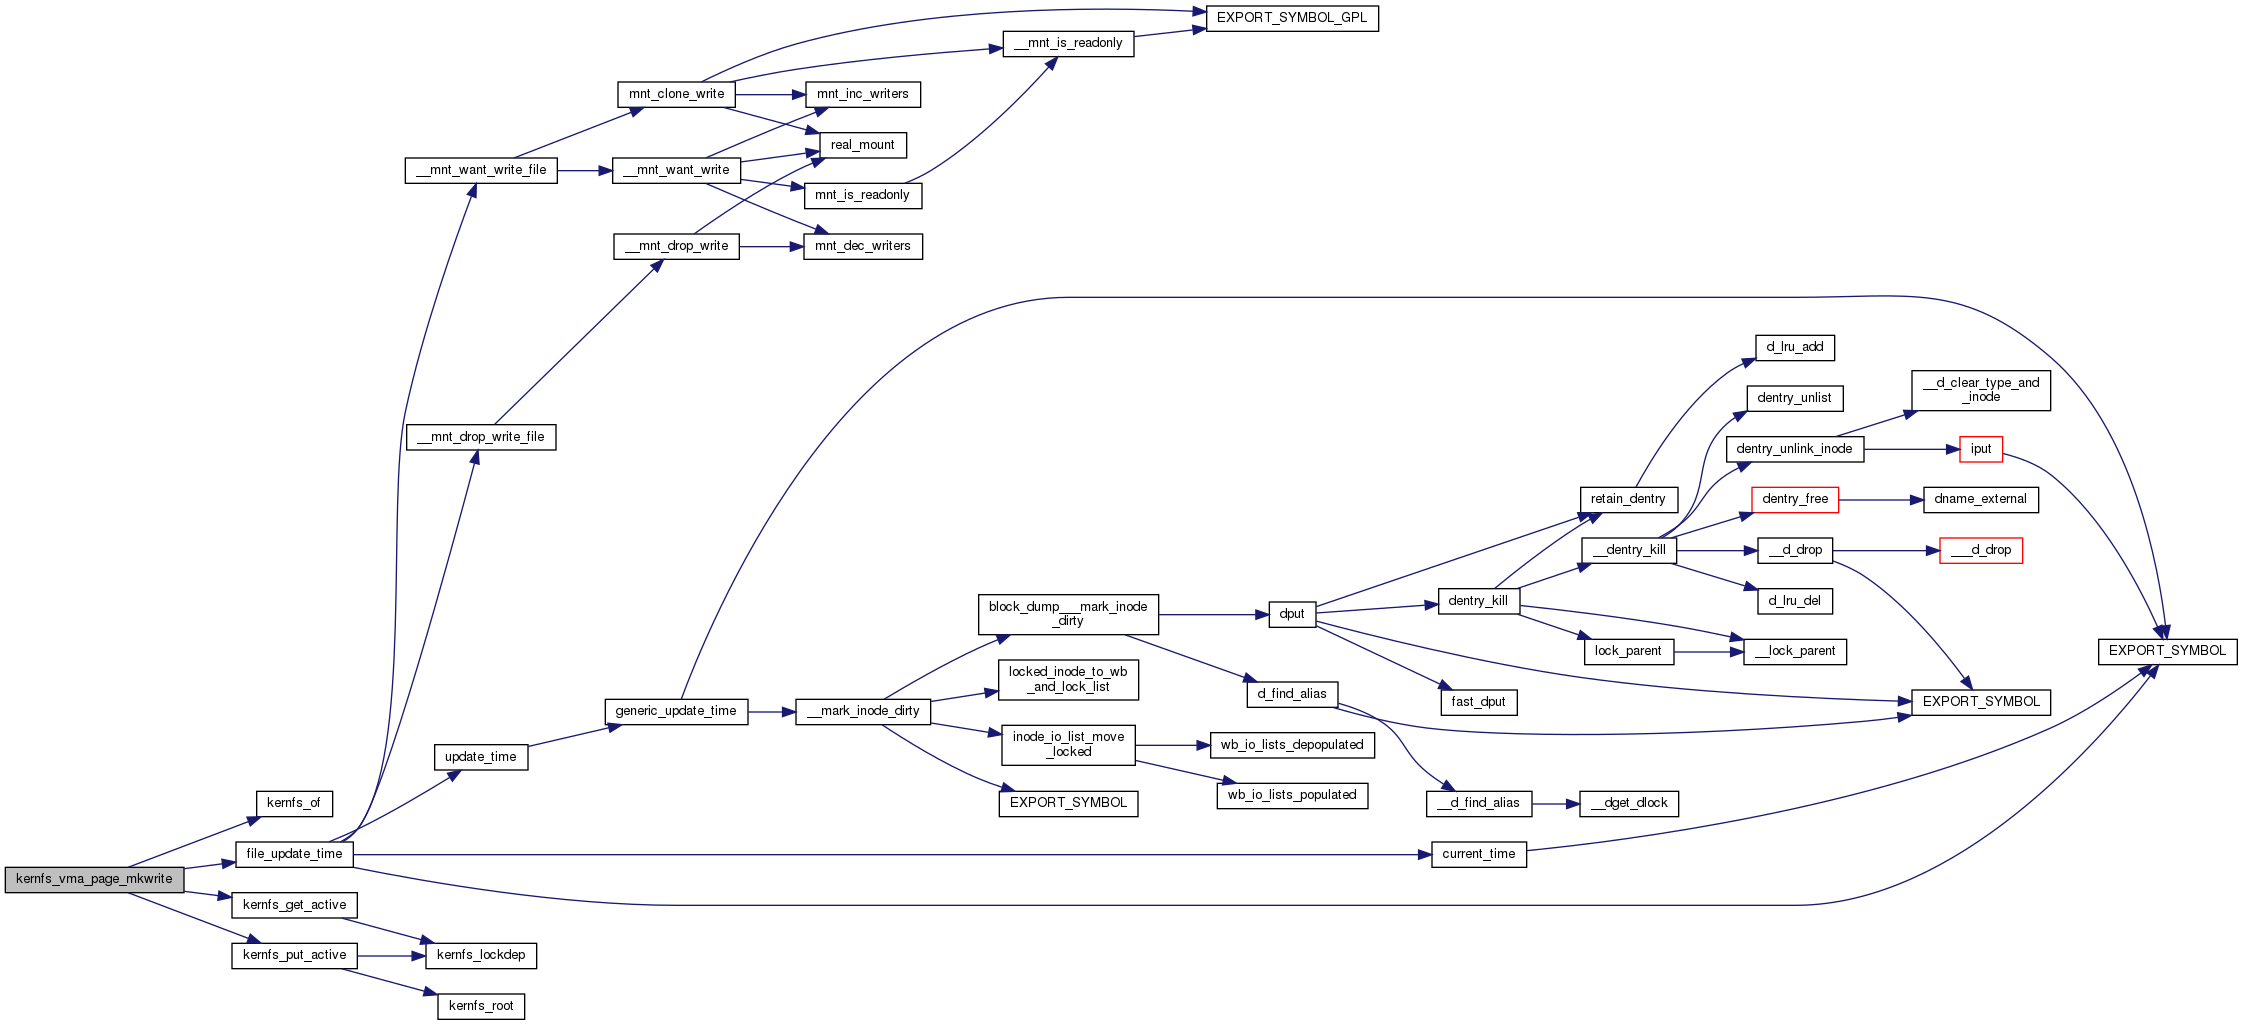 EXPORT_SYMBOL_GPL
__mnt_is_readonly
mnt_clone_write
mnt_inc_writers
real_mount
__mnt_want_write_file
__mnt_want_write
mnt_is_readonly
__mnt_drop_write
mnt_dec_writers
d_lru_add
__d_clear_type_and
_inode
dentry_unlist
__mnt_drop_write_file
dentry_unlink_inode
iput
retain_dentry
dentry_free
dname_external
__dentry_kill
__d_drop
___d_drop
dentry_kill
d_lru_del
block_dump___mark_inode
_dirty
dput
lock_parent
__lock_parent
EXPORT_SYMBOL
locked_inode_to_wb
_and_lock_list
d_find_alias
fast_dput
EXPORT_SYMBOL
generic_update_time
__mark_inode_dirty
inode_io_list_move
_locked
wb_io_lists_depopulated
update_time
wb_io_lists_populated
kernfs_of
EXPORT_SYMBOL
__d_find_alias
__dget_dlock
file_update_time
current_time
kernfs_vma_page_mkwrite
kernfs_get_active
kernfs_put_active
kernfs_lockdep
kernfs_root